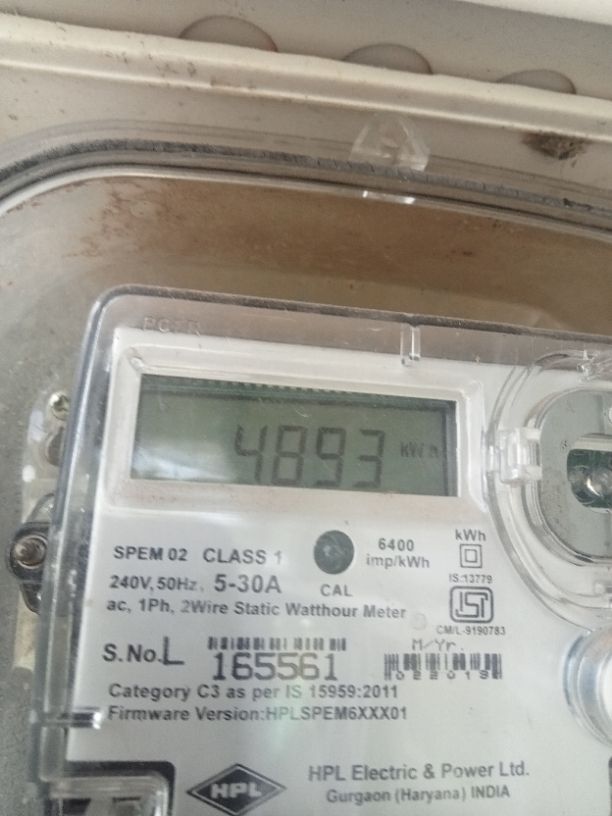 4893 kWh
SPEM 02 CLASS 1
240V, 50Hz, 5-30A
CAL
6400
imp/kWh
kWh
IS:13779
ac, 1Ph, 2Wire Static Watthour Meter
CM/L-9190783
S.No.L 165561
M/Yr.
022019
Category C3 as per IS 15959:2011
Firmware Version:HPLSPEM6XXX01
HPL
HPL Electric & Power Ltd.
Gurgaon (Haryana) INDIA